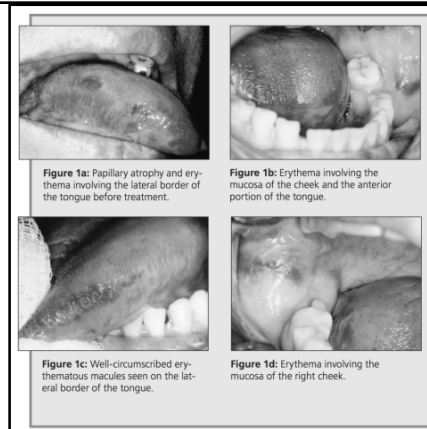 Figure 1a: Papillary atrophy and ery-
thema involving the lateral border of
the tongue before treatment.
Figure 1b: Erythema involving the
mucosa of the cheek and the anterior
portion of the tongue.
Figure 1c: Well-circumscribed ery-
thematous macules seen on the lat-
eral border of the tongue.
Figure 1d: Erythema involving the
mucosa of the right cheek.